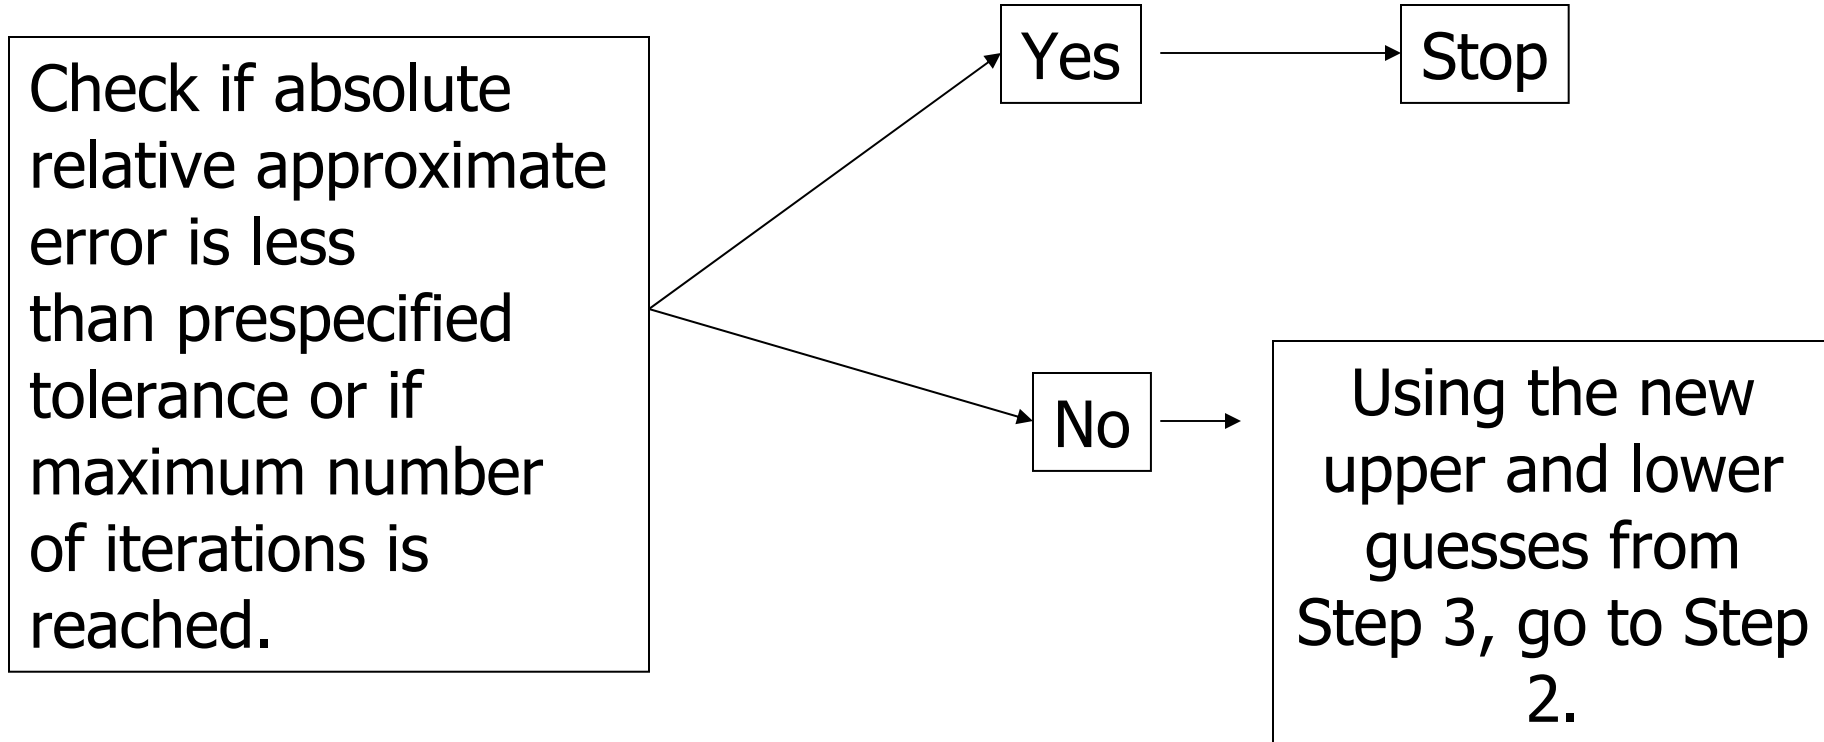 Check if absolute
relative approximate
error is less
than prespecified
tolerance or if
maximum number
of iterations is
reached.
Yes
Stop
No
Using the new
upper and lower
guesses from
Step 3, go to Step
2.